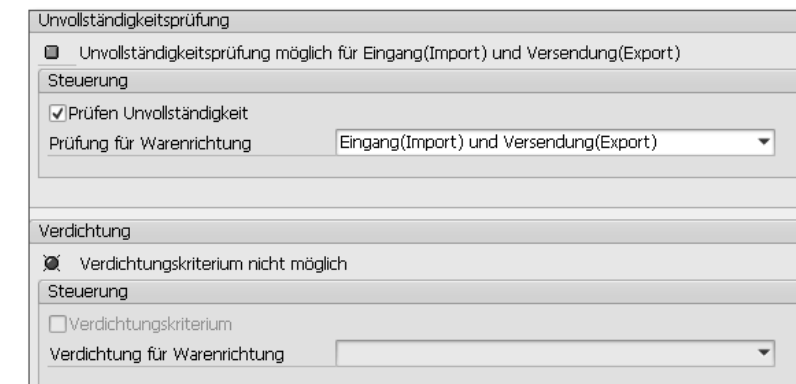 Unvollständigkeitsprüfung
Unvollständigkeitsprüfung möglich für Eingang(Import) und Versendung(Export)
Steuerung
Prüfen Unvollständigkeit
Prüfung für Warenrichtung Eingang(Import) und Versendung(Export)
Verdichtung
Verdichtungskriterium nicht möglich
Steuerung
Verdichtungskriterium
Verdichtung für Warenrichtung